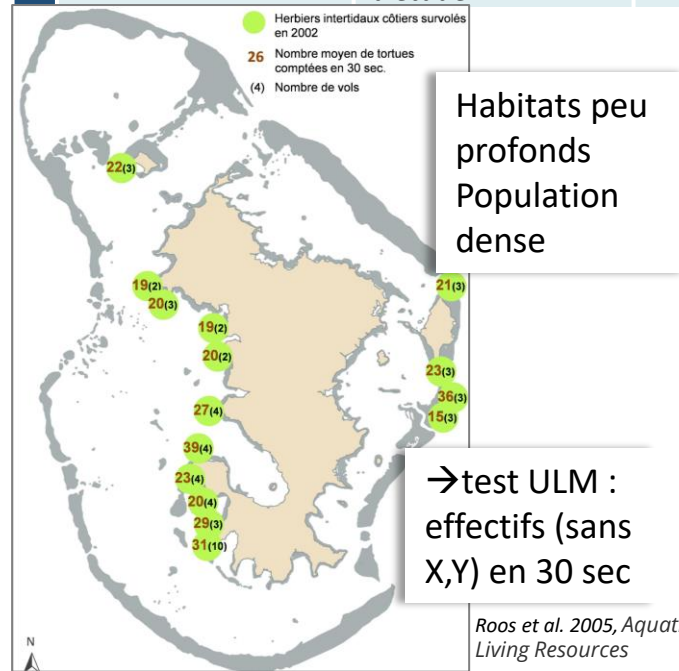 Herbiers intertidaux côtiers survolés
en 2002
26 Nombre moyen de tortues
comptées en 30 sec.
(4) Nombre de vols
Habitats peu
profonds
Population
dense
22(3)
19(2)
20(3)
21(3)
19(2)
20(2)
23(3)
36(3)
27(4)
15(3)
39(4)
23(4)
20(4)
29(3)
31(10)
→test ULM :
effectifs (sans
X,Y) en 30 sec
Roos et al. 2005, Aquat.
Living Resources
N